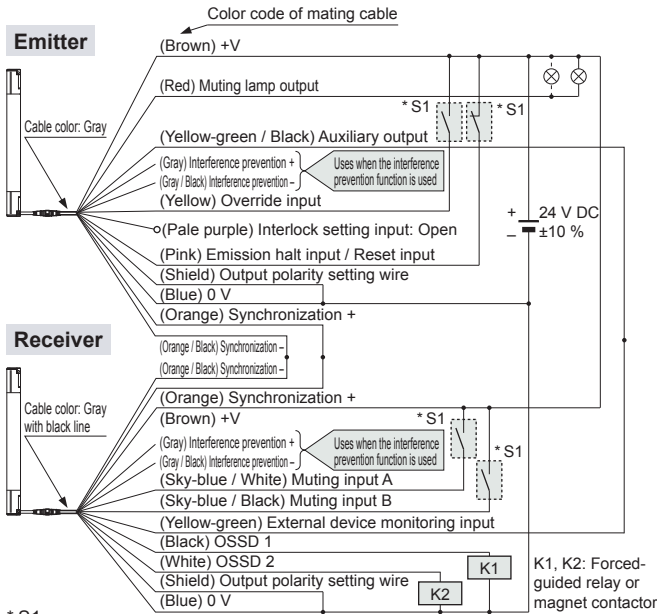 Color code of mating cable
Emitter
(Brown) +V
(Red) Muting lamp output
* S1
* S1
Cable color: Gray
(Yellow-green / Black) Auxiliary output
(Gray) Interference prevention +
(Gray / Black) Interference prevention –
Uses when the interference
prevention function is used
(Yellow) Override input
(Pale purple) Interlock setting input: Open
+
–
24 V DC
±10 %
(Pink) Emission halt input / Reset input
(Shield) Output polarity setting wire
(Blue) 0 V
(Orange) Synchronization +
Receiver
(Orange / Black) Synchronization –
(Orange / Black) Synchronization –
(Orange) Synchronization +
(Brown) +V
Cable color: Gray
with black line
* S1
* S1
(Gray) Interference prevention +
(Gray / Black) Interference prevention –
Uses when the interference
prevention function is used
(Sky-blue / White) Muting input A
(Sky-blue / Black) Muting input B
(Yellow-green) External device monitoring input
(Black) OSSD 1
(White) OSSD 2
(Shield) Output polarity setting wire
(Blue) 0 V
K1
K2
K1, K2: Forced-
guided relay or
magnet contactor
* S1